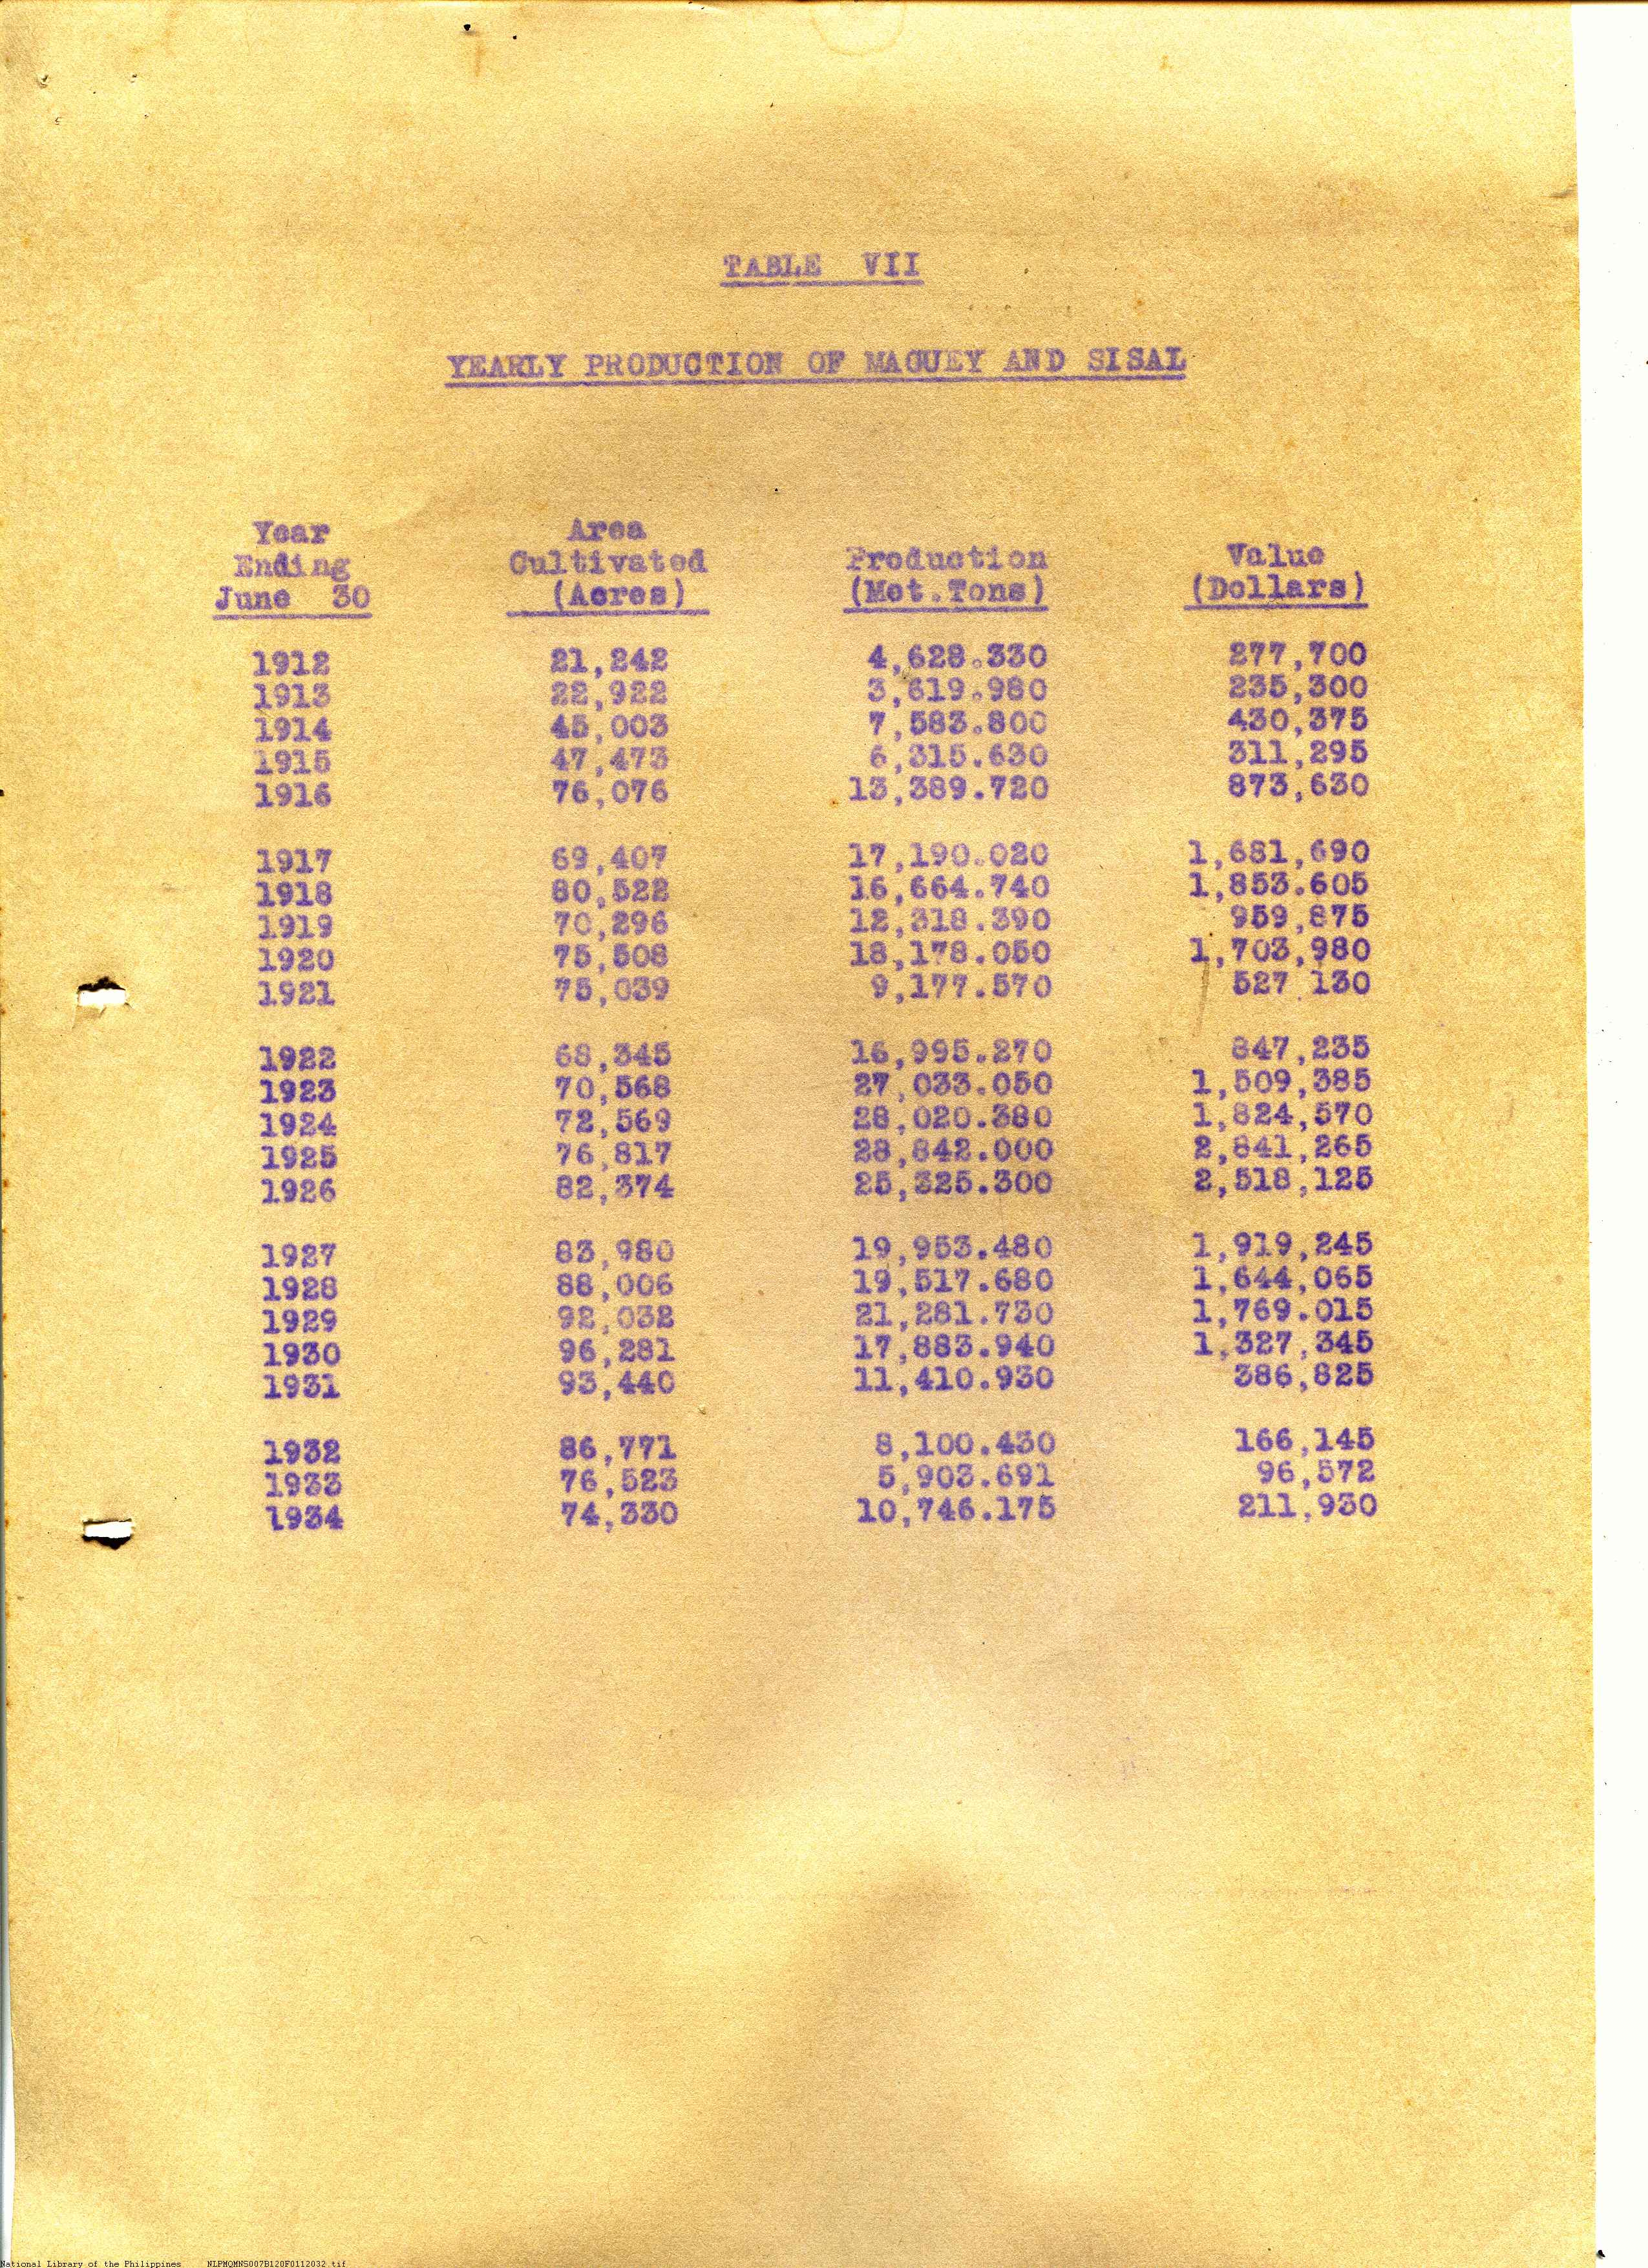 TABLE VII
YEARLY PRODUCTION OF MAGUEY AND SISAL
Year Ending June 30 Area Cultivated (Acres) Production (Met.Tons) Value (Dollars)
1912 21,242 4,628.330 277,700
1913 22,922 3,619.980 235,300
1914 45,003 7,583.800 430,375
1915 47,473 6,315.630 311,295
1916 76,076 13,389.720 873,630
1917 69,407 17,190.020 1,681,690
1918 80,522 16,664.740 1,853.605
1919 70,296 12,318.390 959,875
1920 75,508 18,178.050 1,703,980
1921 75,039 9,177.570 527 130
1922 68,345 16,995.270 847,235
1923 70,568 27,033.050 1,509,385
1924 72,569 28,020.380 1,824,570
1925 76,817 28,842.000 2,841,265
1926 82,374 25,325.300 2,518,125
1927 83,980 19,953.480 1,919,245
1928 88,006 19,517.680 1,644,065
1929 92,032 21,281.730 1,769.015
1930 96,281 17,883.940 1,327,345
1931 93,440 11,410.930 386,825
1932 86,771 8,100.430 166,145
1933 76,523 5,903.691 96,572
1934 74,330 10,746.175 211,930
National Library of the Philippines NLPMQMNS007B120F0112032.tif